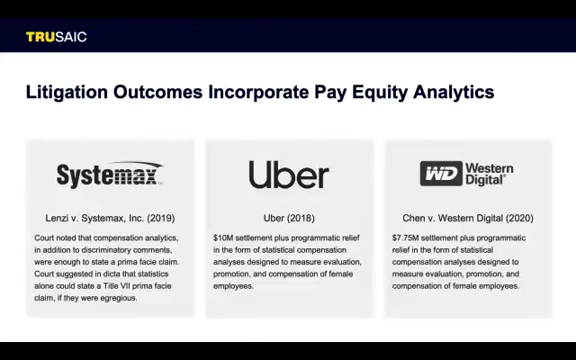 TRUSAIC
Litigation Outcomes Incorporate Pay Equity Analytics
Systemax
Lenzi v. Systemax, Inc. (2019)
Court noted that compensation analytics,
in addition to discriminatory comments,
were enough to state a prima facie claim.
Court suggested in dicta that statistics
alone could state a Title VII prima facie
claim, if they were egregious.
Uber
Uber (2018)
$10M settlement plus programmatic relief
in the form of statistical compensation
analyses designed to measure evaluation,
promotion, and compensation of female
employees.
WD Western
Digital®
Chen v. Western Digital (2020)
$7.75M settlement plus programmatic
relief in the form of statistical
compensation analyses designed to
measure evaluation, promotion, and
compensation of female employees.